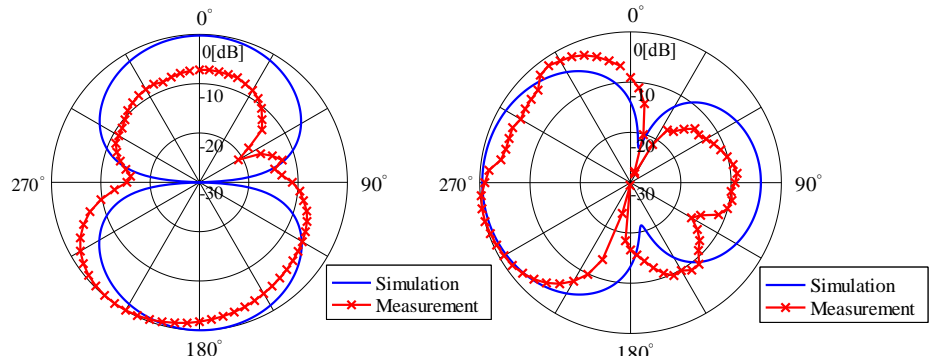 0°
0[dB]
-10
-20
-30
270°
90°
180°
Simulation
Measurement
0°
0[dB]
-10
-20
-30
270°
90°
180°
Simulation
Measurement